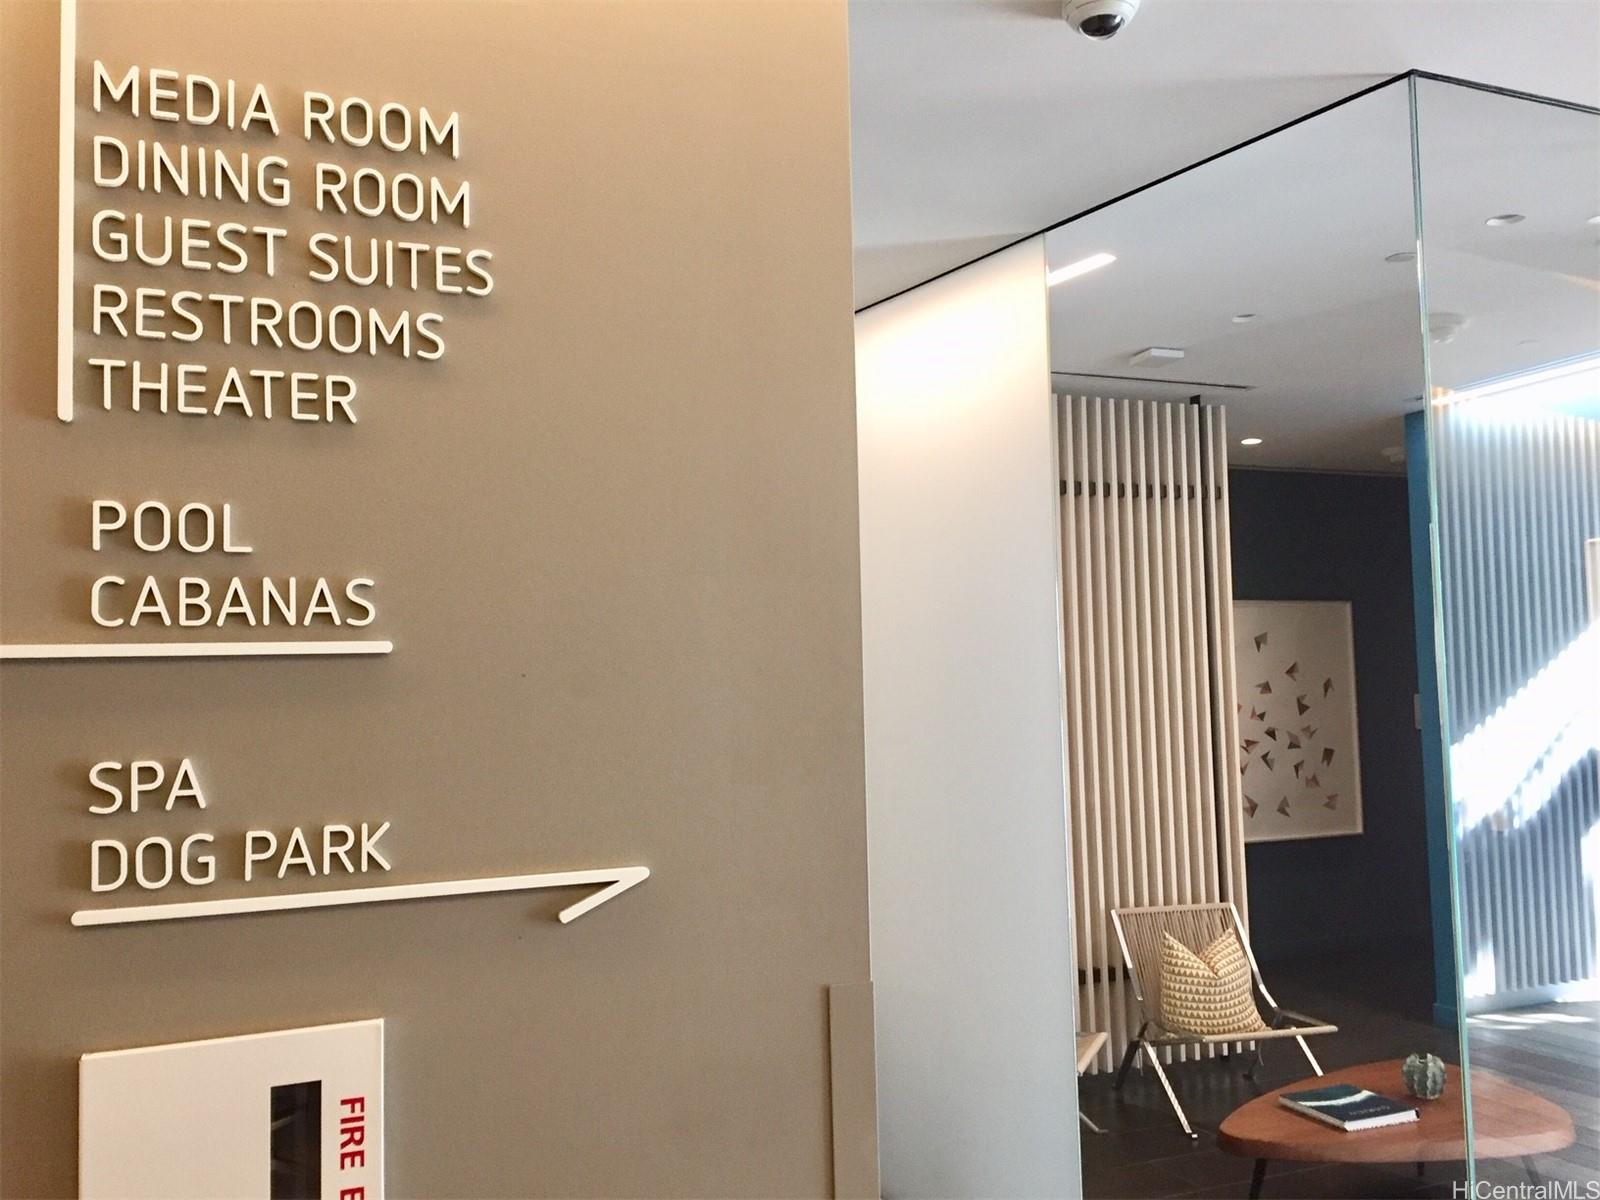 MEDIA ROOM
DINING ROOM
GUEST SUITES
RESTROOMS
THEATER
POOL
CABANAS
SPA
DOG PARK
FIRE
HiCentralMLS